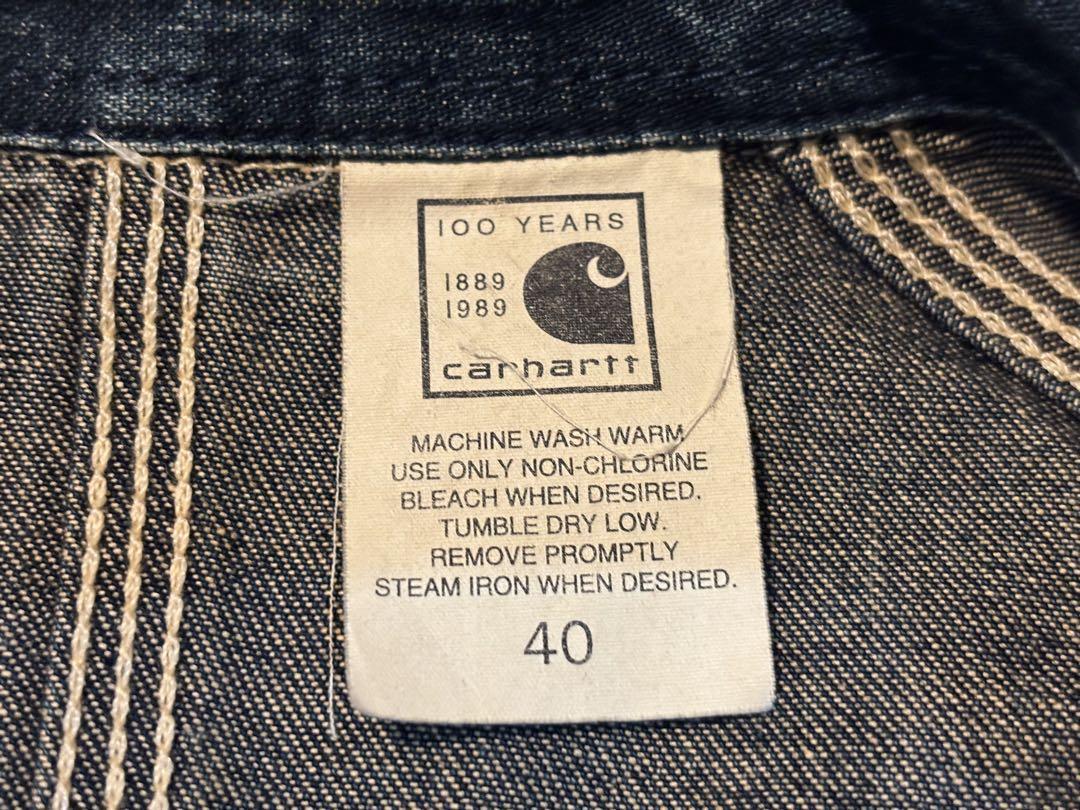 100 YEARS
1889
1989
carhartt
MACHINE WASH WARM
USE ONLY NON-CHLORINE
BLEACH WHEN DESIRED.
TUMBLE DRY LOW.
REMOVE PROMPTLY
STEAM IRON WHEN DESIRED.
40